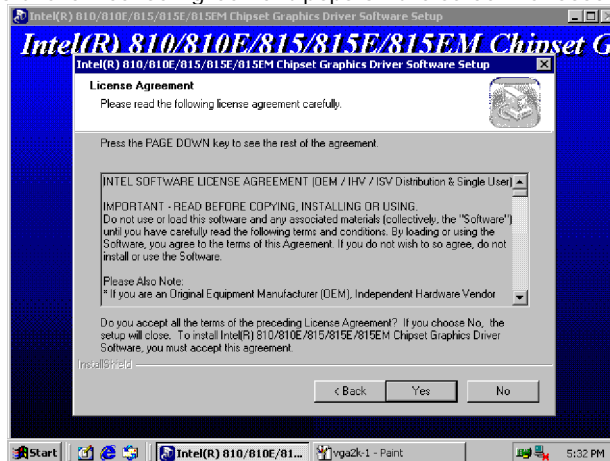 Intel(R) 810/810E/815/815E/815EM Chipset Graphics Driver Software Setup
Intel(R) 810/810E/815/815E/815EM Chipset G
Intel(R) 810/810E/815/815E/815EM Chipset Graphics Driver Software Setup
License Agreement
Please read the following license agreement carefully.
Press the PAGE DOWN key to see the rest of the agreement.
INTEL SOFTWARE LICENSE AGREEMENT (OEM / IHV / ISV Distribution & Single User)
IMPORTANT - READ BEFORE COPYING, INSTALLING OR USING.
Do not use or load this software and any associated materials (collectively, the "Software")
until you have carefully read the following terms and conditions. By loading or using the
Software, you agree to the terms of this Agreement. If you do not wish to so agree, do not
install or use the Software.
Please Also Note:
* If you are an Original Equipment Manufacturer (OEM), Independent Hardware Vendor
Do you accept all the terms of the preceding License Agreement? If you choose No, the
setup will close. To install Intel(R) 810/810E/815/815E/815EM Chipset Graphics Driver
Software, you must accept this agreement.
InstallShield
< Back Yes No
Start Intel(R) 810/810E/81... vga2k-1 - Paint 5:32 PM